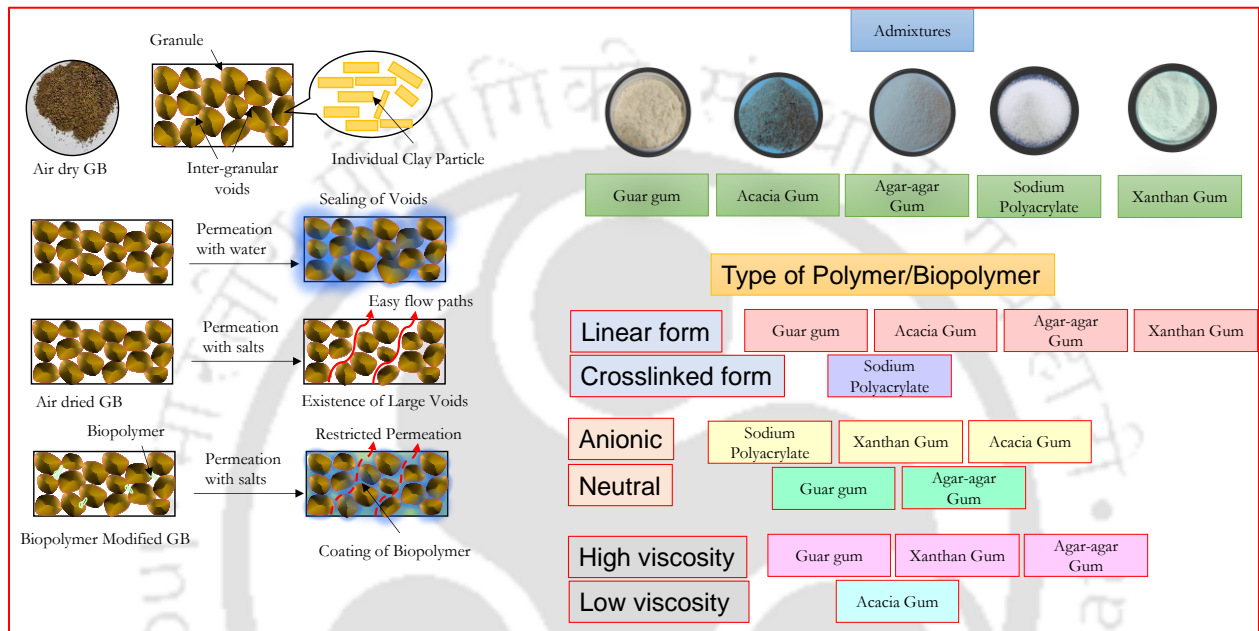 Granule
Air dry GB
Inter-granular
voids
Individual Clay Particle
Sealing of Voids
Permeation
with water
Easy flow paths
Permeation
with salts
Air dried GB
Existence of Large Voids
Biopolymer
Restricted Permeation
Permeation
with salts
Biopolymer Modified GB
Coating of Biopolymer
Admixtures
Guar gum
Acacia Gum
Agar-agar
Gum
Sodium
Polyacrylate
Xanthan Gum
Type of Polymer/Biopolymer
Linear form
Guar gum
Acacia Gum
Agar-agar
Gum
Xanthan Gum
Crosslinked form
Sodium
Polyacrylate
Anionic
Sodium
Polyacrylate
Xanthan Gum
Acacia Gum
Neutral
Guar gum
Agar-agar
Gum
High viscosity
Guar gum
Xanthan Gum
Agar-agar
Gum
Low viscosity
Acacia Gum